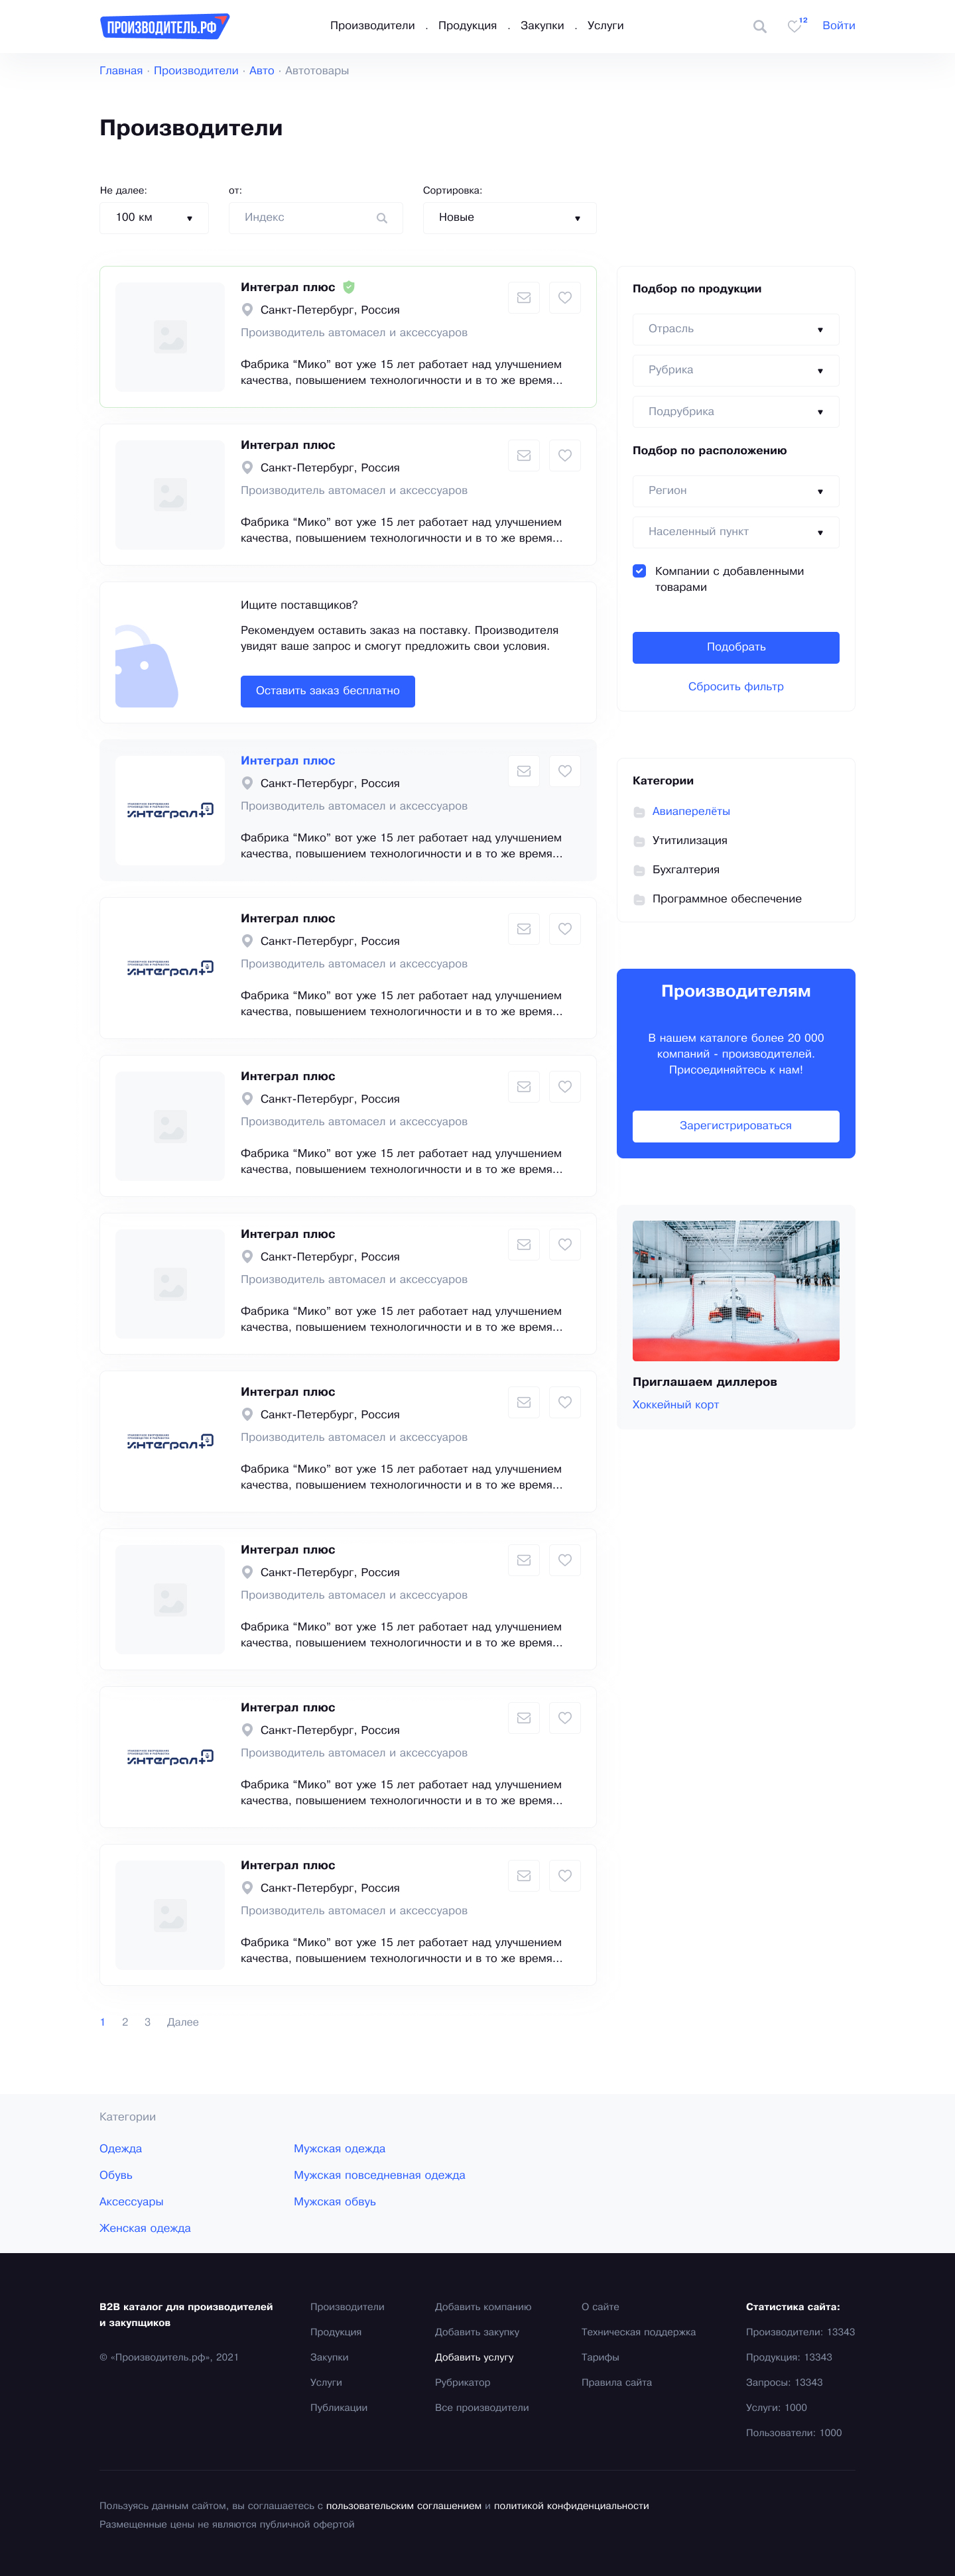 ПРОИЗВОДИТЕЛЬ.РФ
Производители . Продукция . Закупки . Услуги
12
Войти
Главная · Производители · Авто · Автотовары
Производители
Не далее:
100 км
от:
Индекс
Сортировка:
Новые
Интеграл плюс
Санкт-Петербург, Россия
Производитель автомасел и аксессуаров
Фабрика “Мико” вот уже 15 лет работает над улучшением
качества, повышением технологичности и в то же время...
Интеграл плюс
Санкт-Петербург, Россия
Производитель автомасел и аксессуаров
Фабрика “Мико” вот уже 15 лет работает над улучшением
качества, повышением технологичности и в то же время...
Ищите поставщиков?
Рекомендуем оставить заказ на поставку. Производителя
увидят ваше запрос и смогут предложить свои условия.
Оставить заказ бесплатно
интеграл+
Интеграл плюс
Санкт-Петербург, Россия
Производитель автомасел и аксессуаров
Фабрика “Мико” вот уже 15 лет работает над улучшением
качества, повышением технологичности и в то же время...
интеграл+
Интеграл плюс
Санкт-Петербург, Россия
Производитель автомасел и аксессуаров
Фабрика “Мико” вот уже 15 лет работает над улучшением
качества, повышением технологичности и в то же время...
Интеграл плюс
Санкт-Петербург, Россия
Производитель автомасел и аксессуаров
Фабрика “Мико” вот уже 15 лет работает над улучшением
качества, повышением технологичности и в то же время...
Интеграл плюс
Санкт-Петербург, Россия
Производитель автомасел и аксессуаров
Фабрика “Мико” вот уже 15 лет работает над улучшением
качества, повышением технологичности и в то же время...
интеграл+
Интеграл плюс
Санкт-Петербург, Россия
Производитель автомасел и аксессуаров
Фабрика “Мико” вот уже 15 лет работает над улучшением
качества, повышением технологичности и в то же время...
Интеграл плюс
Санкт-Петербург, Россия
Производитель автомасел и аксессуаров
Фабрика “Мико” вот уже 15 лет работает над улучшением
качества, повышением технологичности и в то же время...
интеграл+
Интеграл плюс
Санкт-Петербург, Россия
Производитель автомасел и аксессуаров
Фабрика “Мико” вот уже 15 лет работает над улучшением
качества, повышением технологичности и в то же время...
Интеграл плюс
Санкт-Петербург, Россия
Производитель автомасел и аксессуаров
Фабрика “Мико” вот уже 15 лет работает над улучшением
качества, повышением технологичности и в то же время...
1 2 3 Далее
Подбор по продукции
Отрасль
Рубрика
Подрубрика
Подбор по расположению
Регион
Населенный пункт
Компании с добавленными
товарами
Подобрать
Сбросить фильтр
Категории
Авиаперелёты
Утитилизация
Бухгалтерия
Программное обеспечение
Производителям
В нашем каталоге более 20 000
компаний - производителей.
Присоединяйтесь к нам!
Зарегистрироваться
Приглашаем диллеров
Хоккейный корт
Категории
Одежда
Обувь
Аксессуары
Женская одежда
Мужская одежда
Мужская повседневная одежда
Мужская обвуь
B2B каталог для производителей
и закупщиков
© «Производитель.рф», 2021
Производители
Продукция
Закупки
Услуги
Публикации
Добавить компанию
Добавить закупку
Добавить услугу
Рубрикатор
Все производители
О сайте
Техническая поддержка
Тарифы
Правила сайта
Статистика сайта:
Производители: 13343
Продукция: 13343
Запросы: 13343
Услуги: 1000
Пользователи: 1000
Пользуясь данным сайтом, вы соглашаетесь с пользовательским соглашением и политикой конфиденциальности
Размещенные цены не являются публичной офертой